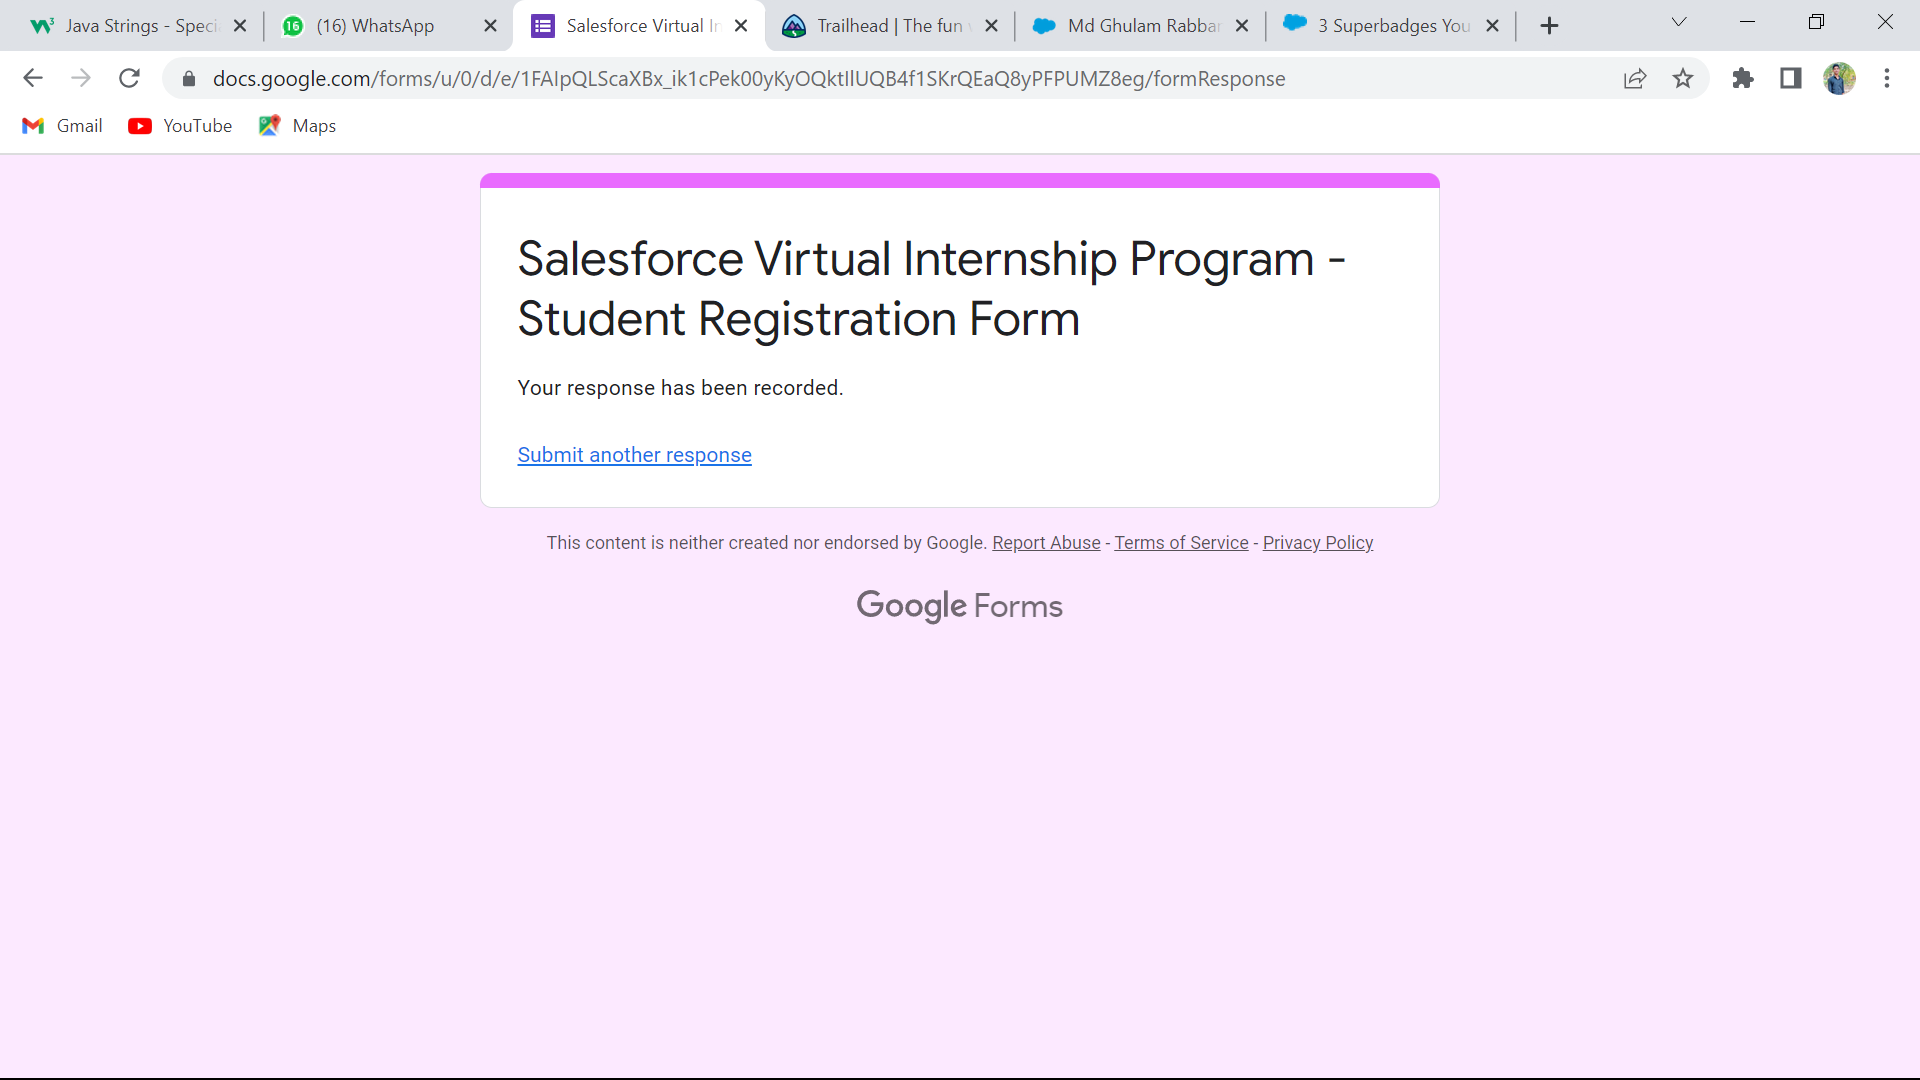 Java Strings - Speci
(16) WhatsApp
Salesforce Virtual In
Trailhead | The fun
Md Ghulam Rabban
3 Superbadges You
docs.google.com/forms/u/0/d/e/1FAIpQLScaXBx_ik1cPek00yKyOQktIlUQB4f1SKrQEaQ8yPFPUMZ8eg/formResponse
Gmail
YouTube
Maps
Salesforce Virtual Internship Program -
Student Registration Form
Your response has been recorded.
Submit another response
This content is neither created nor endorsed by Google. Report Abuse - Terms of Service - Privacy Policy
Google Forms